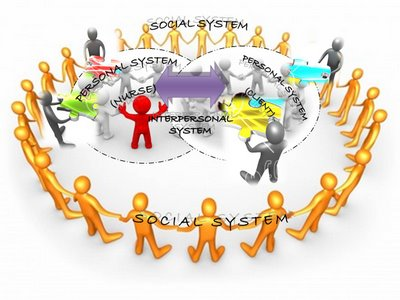 SOCIAL SYSTEM
PERSONAL SYSTEM
(NURSE)
PERSONAL SYSTEM
(CLIENT)
INTERPERSONAL
SYSTEM
SOCIAL SYSTEM